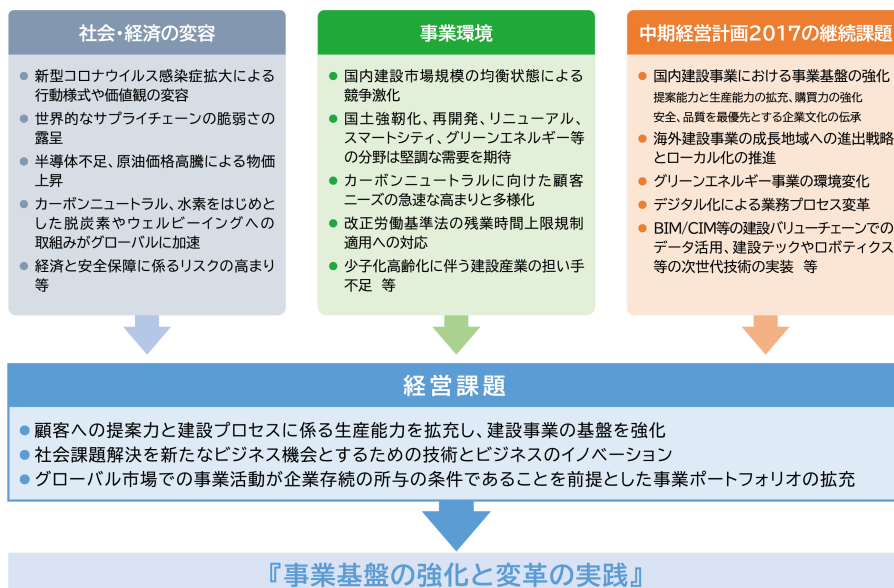 社会・経済の変容
● 新型コロナウイルス感染症拡大による
行動様式や価値観の変容
● 世界的なサプライチェーンの脆弱さの
露呈
● 半導体不足、原油価格高騰による物価
上昇
● カーボンニュートラル、水素をはじめと
した脱炭素やウェルビーイングへの
取組みがグローバルに加速
● 経済と安全保障に係るリスクの高まり
等
事業環境
● 国内建設市場規模の均衡状態による
競争激化
● 国土強靭化、再開発、リニューアル、
スマートシティ、グリーンエネルギー等
の分野は堅調な需要を期待
● カーボンニュートラルに向けた顧客
ニーズの急速な高まりと多様化
● 改正労働基準法の残業時間上限規制
適用への対応
● 少子化高齢化に伴う建設産業の担い手
不足 等
中期経営計画2017の継続課題
● 国内建設事業における事業基盤の強化
提案能力と生産能力の拡充、購買力の強化
安全、品質を最優先とする企業文化の伝承
● 海外建設事業の成長地域への進出戦略
とローカル化の推進
● グリーンエネルギー事業の環境変化
● デジタル化による業務プロセス変革
● BIM/CIM等の建設バリューチェーンでの
データ活用、建設テックやロボティクス
等の次世代技術の実装 等
経営課題
● 顧客への提案力と建設プロセスに係る生産能力を拡充し、建設事業の基盤を強化
● 社会課題解決を新たなビジネス機会とするための技術とビジネスのイノベーション
● グローバル市場での事業活動が企業存続の所与の条件であることを前提とした事業ポートフォリオの拡充
『事業基盤の強化と変革の実践』